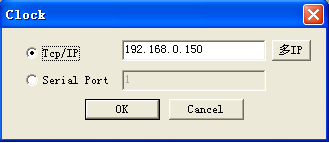 Clock
Tcp/IP 192.168.0.150 多IP
Serial Port 1
OK Cancel